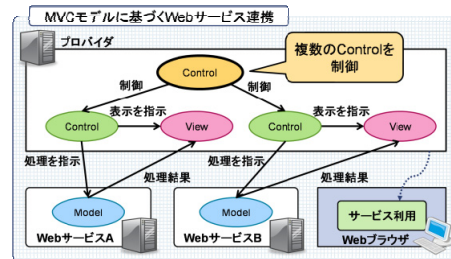 MVCモデルに基づくWebサービス連携
プロバイダ
Control
複数のControlを
制御
制御
制御
Control
表示を指示
View
Control
表示を指示
View
処理を指示
処理結果
処理を指示
処理結果
Model
WebサービスA
Model
WebサービスB
サービス利用
Webブラウザ